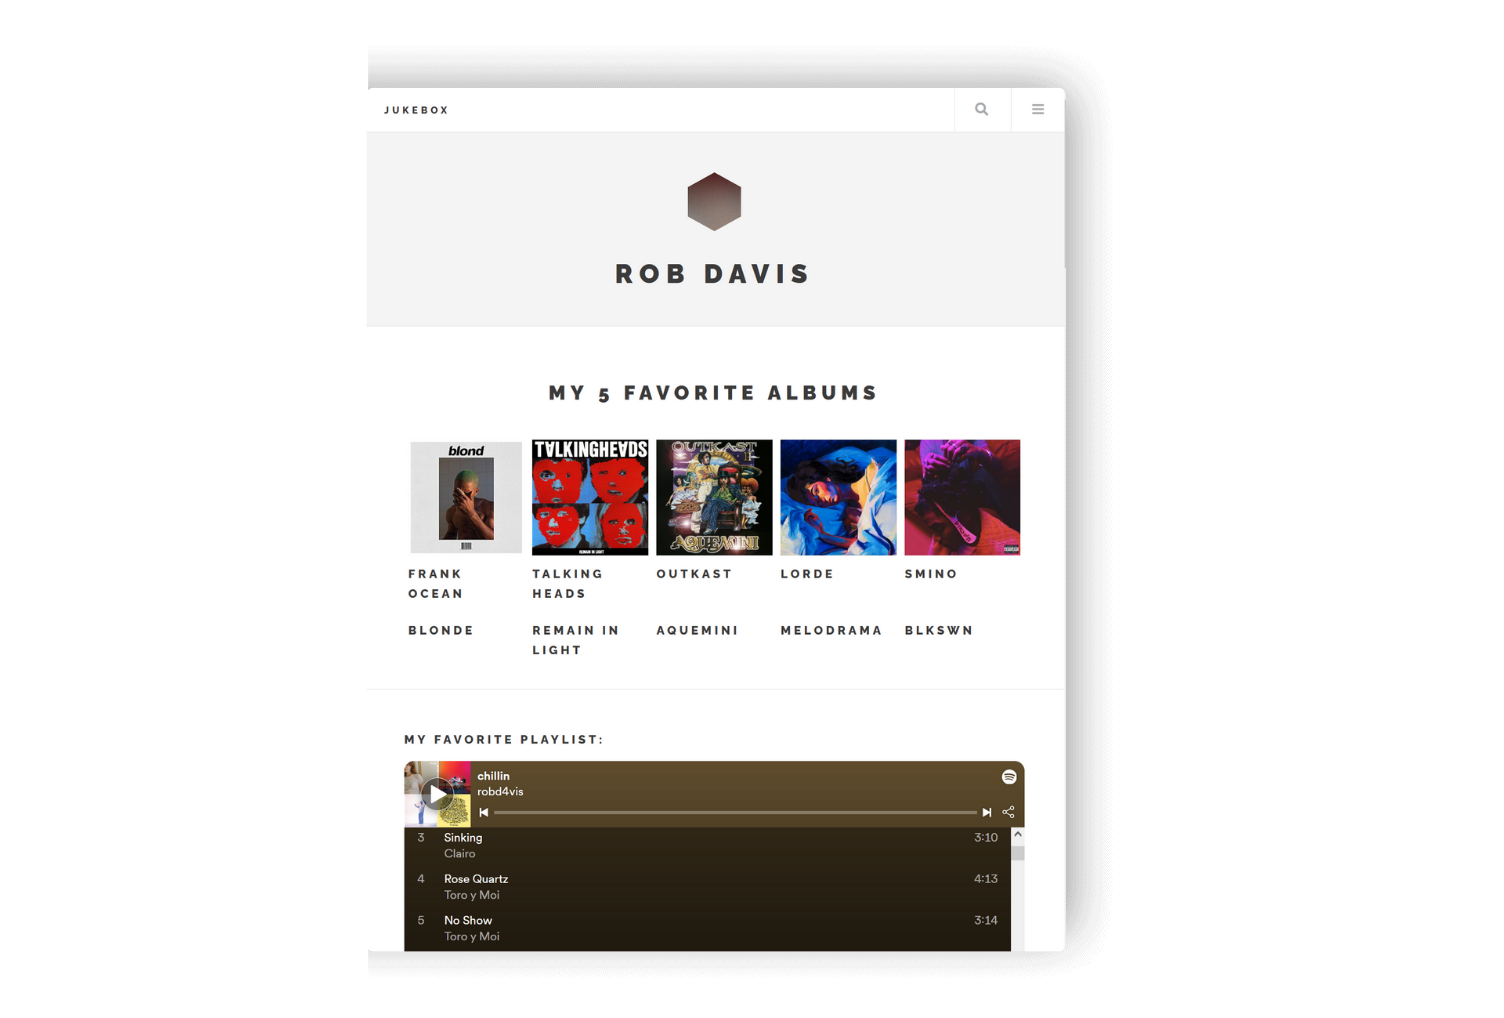 JUKEBOX
ROB DAVIS
MY 5 FAVORITE ALBUMS
blond
TALKINGHEADS
REMAIN IN LIGHT
OUTKAST
AQUEMINI
FRANK
OCEAN
TALKING
HEADS
OUTKAST
LORDE
SMINO
BLONDE
REMAIN IN
LIGHT
AQUEMINI
MELODRAMA
BLKSWN
MY FAVORITE PLAYLIST:
chillin
robd4vis
3 Sinking 3:10
Clairo
4 Rose Quartz 4:13
Toro y Moi
5 No Show 3:14
Toro y Moi